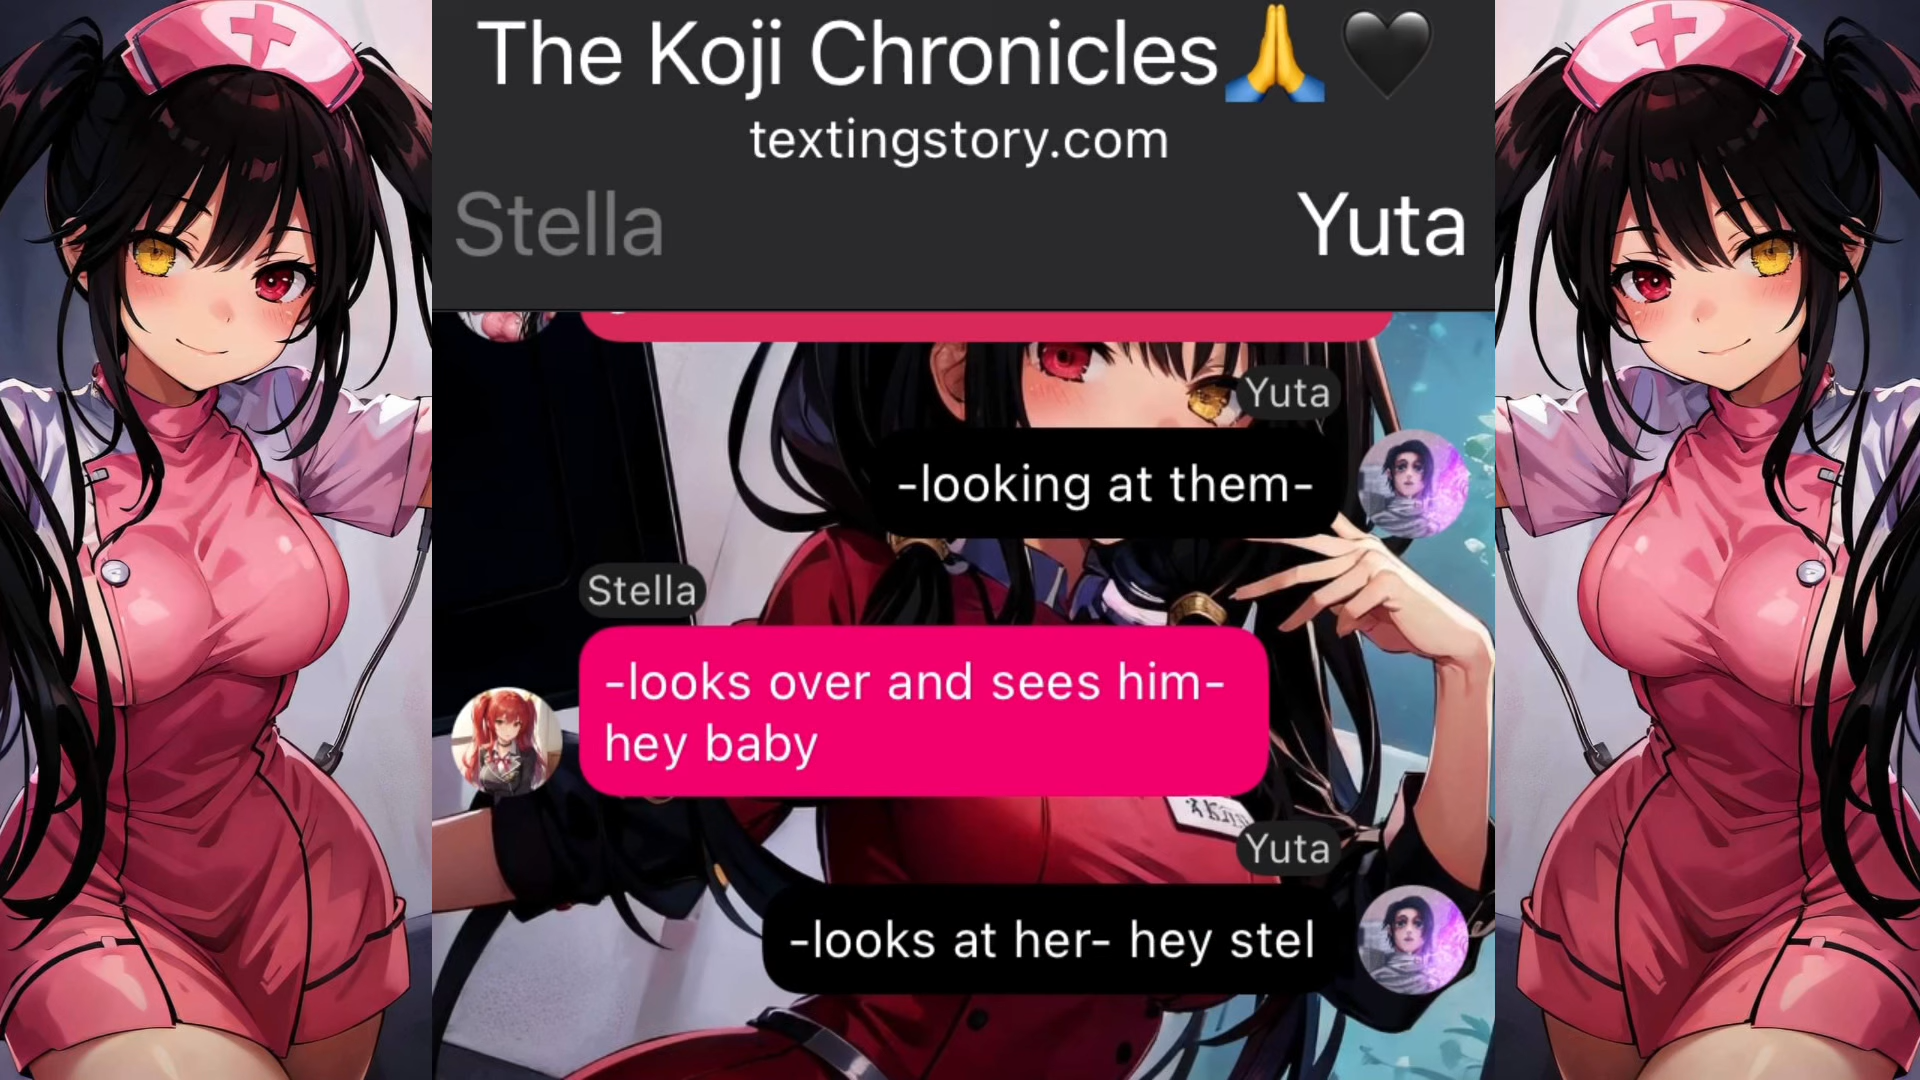 The Koji Chronicles🙏🖤
textingstory.com
Stella
Yuta
Yuta
-looking at them-
Stella
-looks over and sees him-
hey baby
Yuta
-looks at her- hey stel